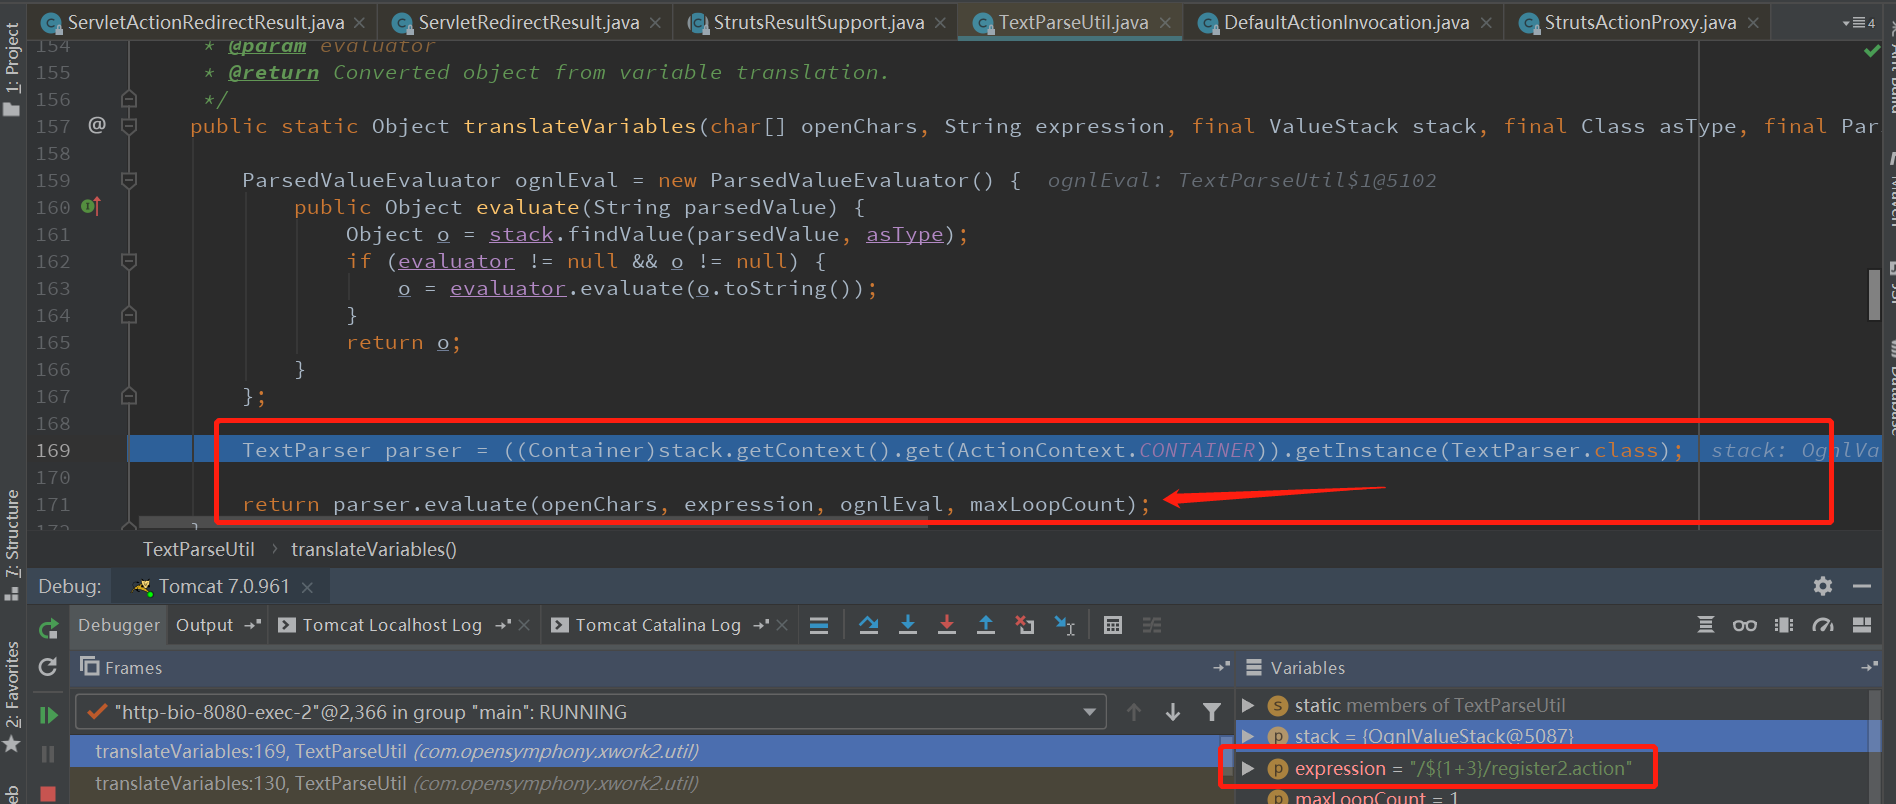 ServletActionRedirectResult.java ServletRedirectResult.java StrutsResultSupport.java TextParseUtil.java DefaultActionInvocation.java StrutsActionProxy.java 4
154 * @param evaluator
155 * @return Converted object from variable translation.
156 */
157 @ public static Object translateVariables(char[] openChars, String expression, final ValueStack stack, final Class asType, final Par
158
159 ParsedValueEvaluator ognlEval = new ParsedValueEvaluator() { ognlEval: TextParseUtil$1@5102
160 public Object evaluate(String parsedValue) {
161 Object o = stack.findValue(parsedValue, asType);
162 if (evaluator != null && o != null) {
163 o = evaluator.evaluate(o.toString());
164 }
165 return o;
166 }
167 };
168
169 TextParser parser = ((Container)stack.getContext().get(ActionContext.CONTAINER)).getInstance(TextParser.class); stack: OgnlVa
170
171 return parser.evaluate(openChars, expression, ognlEval, maxLoopCount);
172 }
TextParseUtil › translateVariables()
Debug: Tomcat 7.0.961
Debugger Output Tomcat Localhost Log Tomcat Catalina Log
Frames
Variables
"http-bio-8080-exec-2"@2,366 in group "main": RUNNING
translateVariables:169, TextParseUtil (com.opensymphony.xwork2.util)
translateVariables:130, TextParseUtil (com.opensymphony.xwork2.util)
static members of TextParseUtil
stack = {OgnlValueStack@5087}
expression = "/${1+3}/register2.action"
maxLoopCount = 1
1: Project
7: Structure
2: Favorites